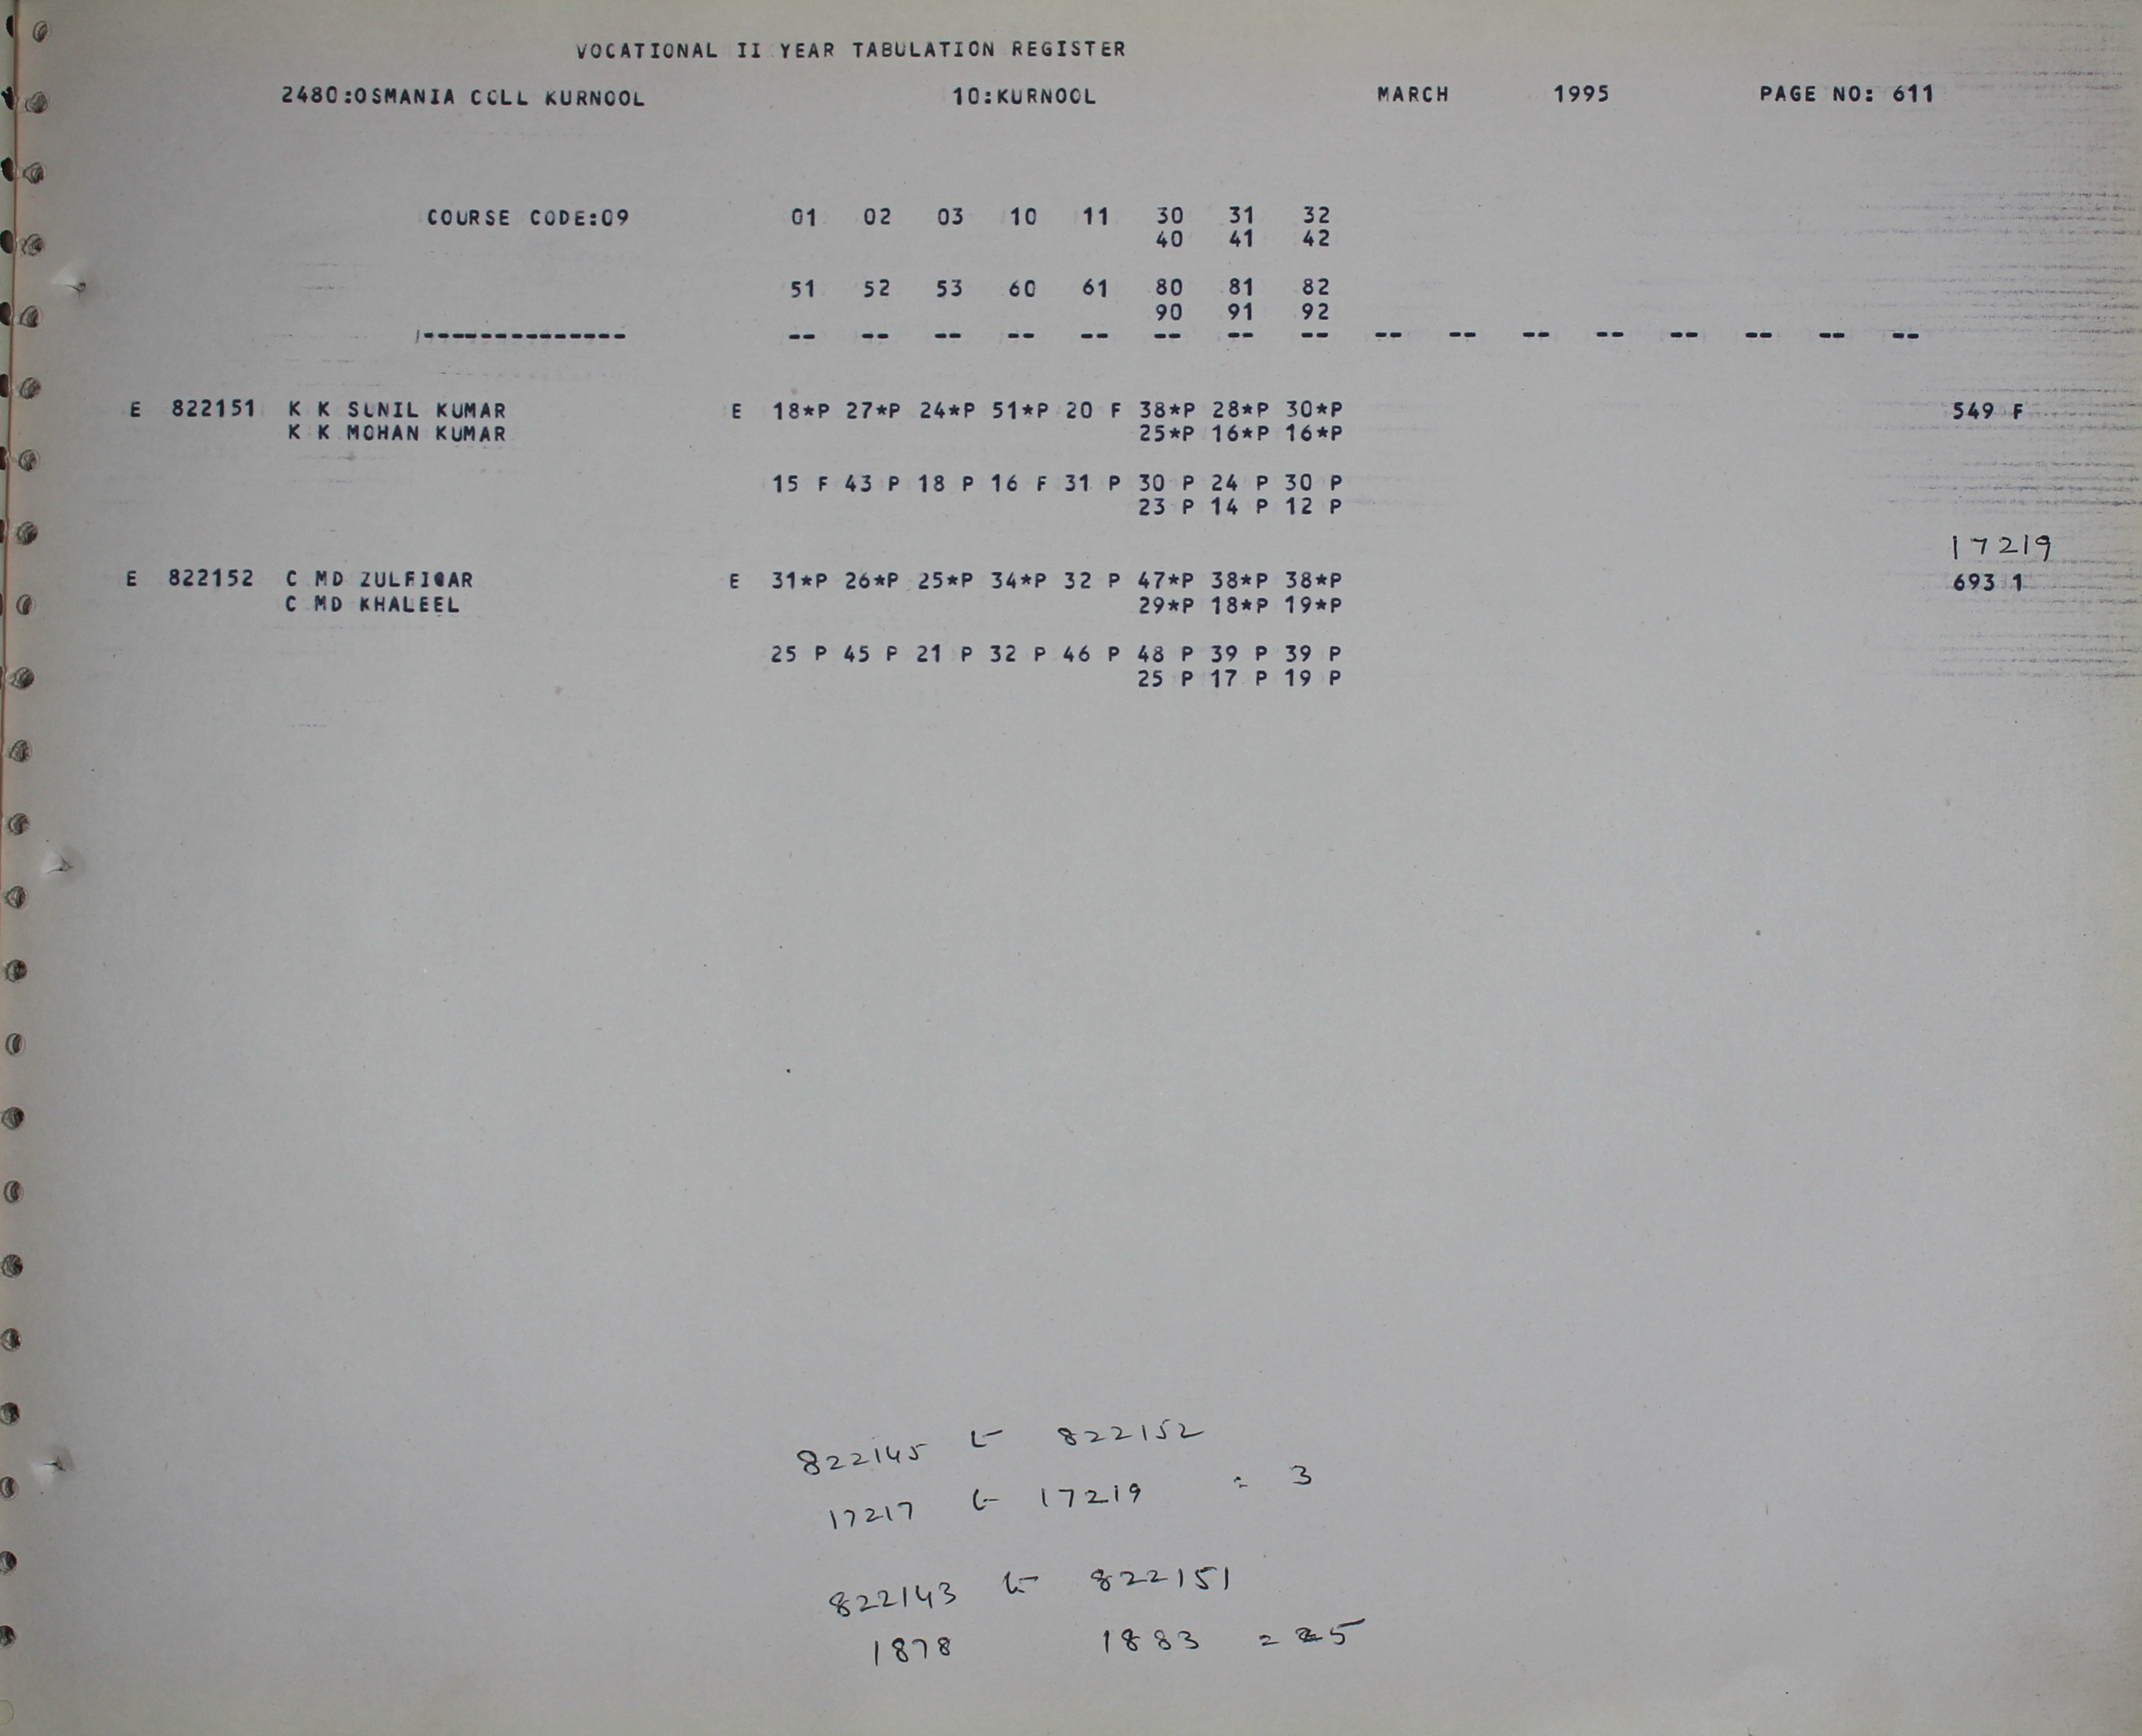 VOCATIONAL II YEAR TABULATION REGISTER
2480:OSMANIA COLL KURNOOL 10:KURNOOL MARCH 1995 PAGE NO: 611
COURSE CODE:09 01 02 03 10 11 30 31 32
40 41 42
51 52 53 60 61 80 81 82
90 91 92
-------------- -- -- -- -- -- -- -- -- -- -- -- -- -- -- -- --
E 822151 K K SUNIL KUMAR E 18*P 27*P 24*P 51*P 20 F 38*P 28*P 30*P 549 F
K K MOHAN KUMAR 25*P 16*P 16*P
15 F 43 P 18 P 16 F 31 P 30 P 24 P 30 P
23 P 14 P 12 P
17219
E 822152 C MD ZULFIQAR E 31*P 26*P 25*P 34*P 32 P 47*P 38*P 38*P 693 1
C MD KHALEEL 29*P 18*P 19*P
25 P 45 P 21 P 32 P 46 P 48 P 39 P 39 P
25 P 17 P 19 P
822145 to 822152
17217 to 17219 = 3
822143 to 822151
1878 1883 = 5